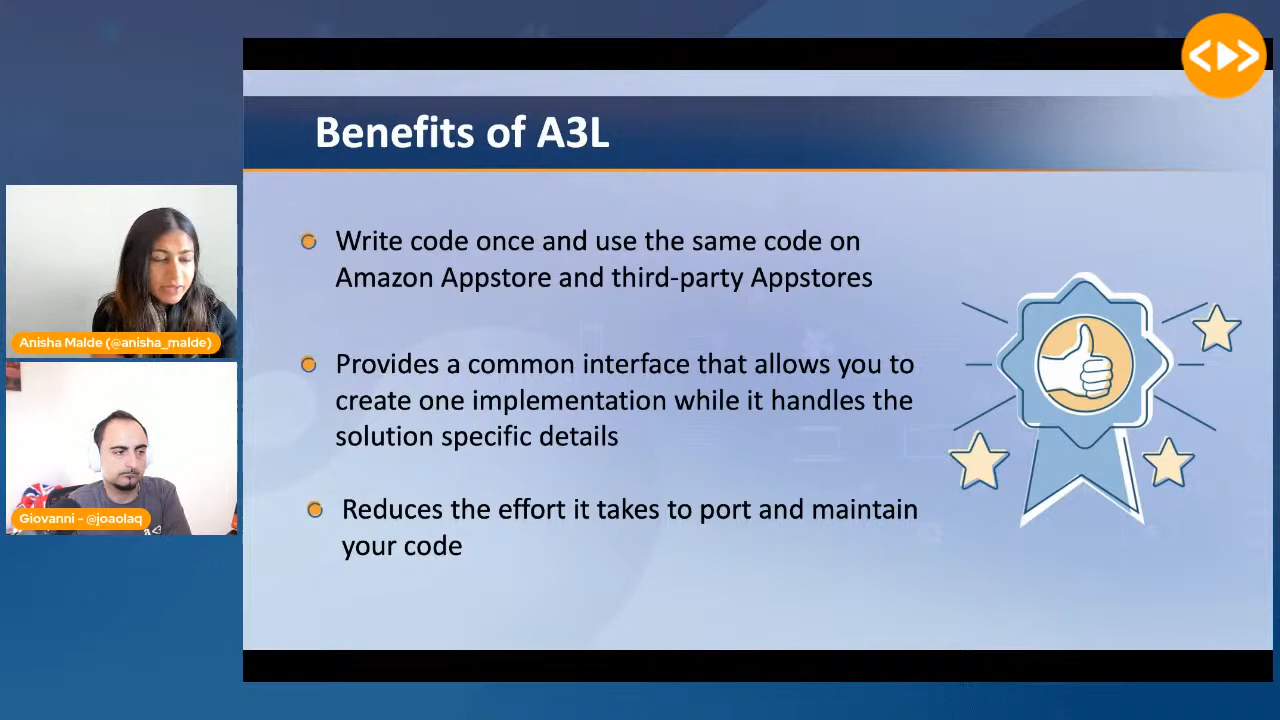 Benefits of A3L
Write code once and use the same code on
Amazon Appstore and third-party Appstores
Provides a common interface that allows you to
create one implementation while it handles the
solution specific details
Reduces the effort it takes to port and maintain
your code
Anisha Malde (@anisha_malde)
Giovanni - @joaolaq